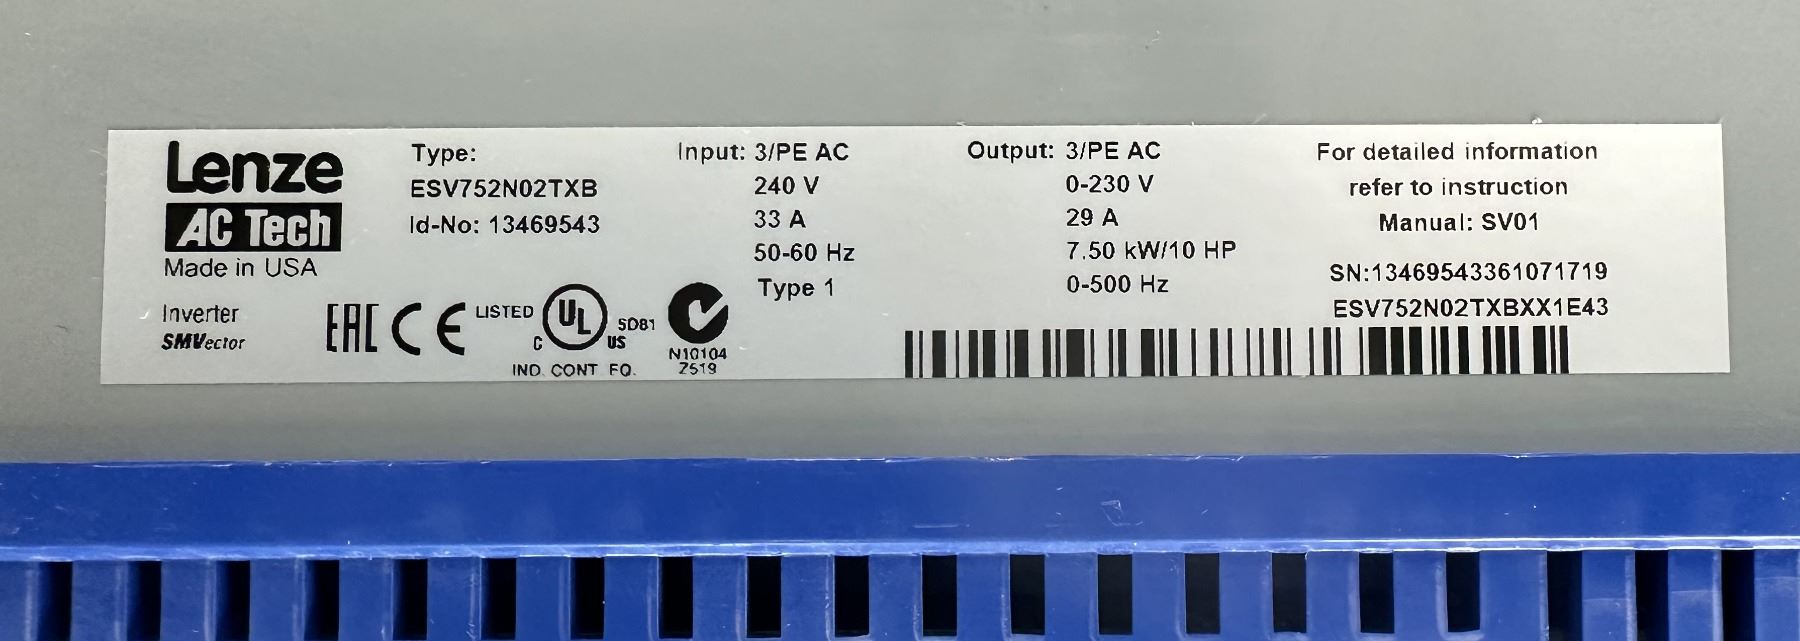 Lenze
AC Tech
Made in USA
Inverter
SMVector
Type:
ESV752N02TXB
Id-No: 13469543
EAC CE
LISTED
UL
C US
5D81
IND. CONT. EQ.
N10104
Z519
Input: 3/PE AC
240 V
33 A
50-60 Hz
Type 1
Output: 3/PE AC
0-230 V
29 A
7.50 kW/10 HP
0-500 Hz
For detailed information
refer to instruction
Manual: SV01
SN:13469543361071719
ESV752N02TXBXX1E43